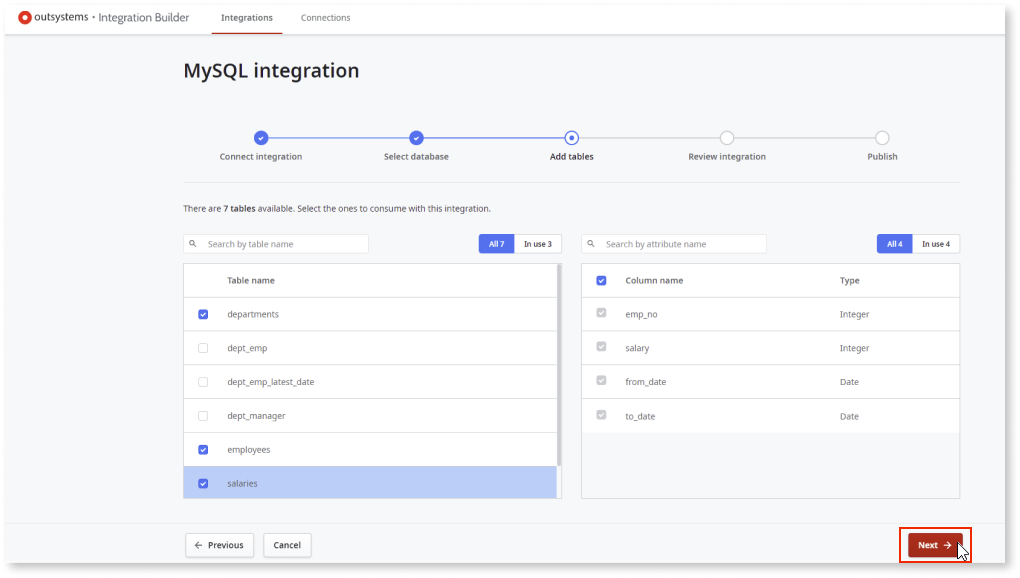 outsystems · Integration Builder Integrations Connections
MySQL integration
Connect integration Select database Add tables Review integration Publish
There are 7 tables available. Select the ones to consume with this integration.
Search by table name All 7 In use 3 Search by attribute name All 4 In use 4
Table name
departments
dept_emp
dept_emp_latest_date
dept_manager
employees
salaries
Column name Type
emp_no Integer
salary Integer
from_date Date
to_date Date
Previous Cancel Next